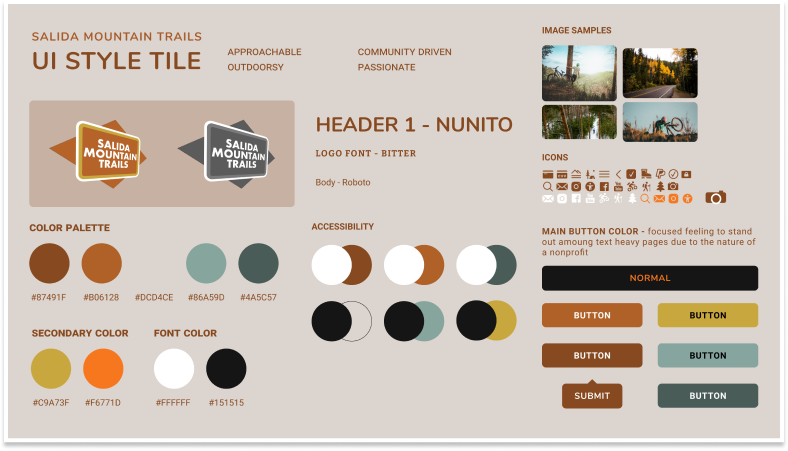 SALIDA MOUNTAIN TRAILS
UI STYLE TILE
APPROACHABLE
OUTDOORSY
COMMUNITY DRIVEN
PASSIONATE
SALIDA
MOUNTAIN
TRAILS
SALIDA
MOUNTAIN
TRAILS
HEADER 1 - NUNITO
LOGO FONT - BITTER
Body - Roboto
COLOR PALETTE
#87491F
#B06128
#DCD4CE
#86A59D
#4A5C57
SECONDARY COLOR
#C9A73F
#F6771D
FONT COLOR
#FFFFFF
#151515
ACCESSIBILITY
IMAGE SAMPLES
ICONS
MAIN BUTTON COLOR - focused feeling to stand
out amoung text heavy pages due to the nature of
a nonprofit
NORMAL
BUTTON
BUTTON
BUTTON
BUTTON
SUBMIT
BUTTON